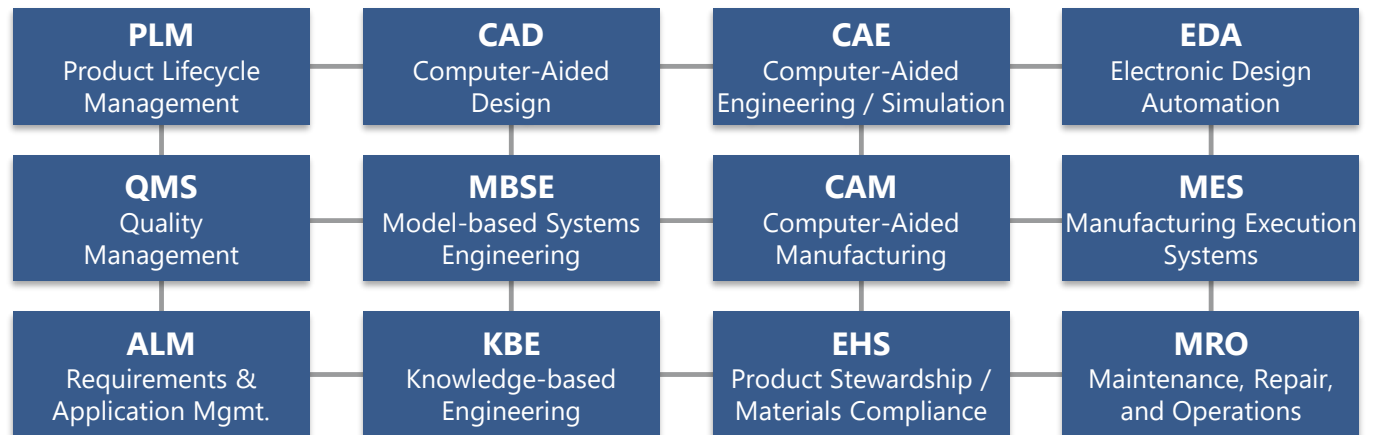 PLM
Product Lifecycle
Management
CAD
Computer-Aided
Design
CAE
Computer-Aided
Engineering / Simulation
EDA
Electronic Design
Automation
QMS
Quality
Management
MBSE
Model-based Systems
Engineering
CAM
Computer-Aided
Manufacturing
MES
Manufacturing Execution
Systems
ALM
Requirements &
Application Mgmt.
KBE
Knowledge-based
Engineering
EHS
Product Stewardship /
Materials Compliance
MRO
Maintenance, Repair,
and Operations